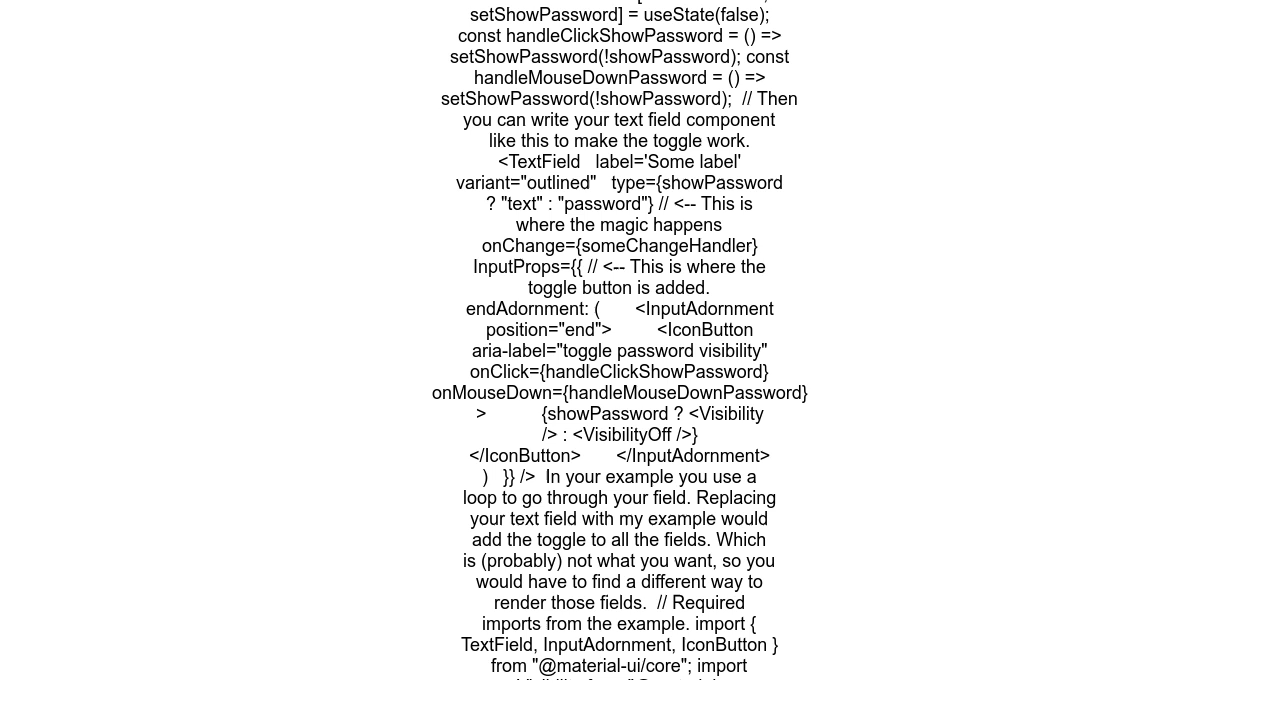 setShowPassword] = useState(false);
const handleClickShowPassword = () =>
setShowPassword(!showPassword); const
handleMouseDownPassword = () =>
setShowPassword(!showPassword);  // Then
you can write your text field component
like this to make the toggle work.
<TextField   label='Some label'
variant="outlined"   type={showPassword
? "text" : "password"} // <-- This is
where the magic happens
onChange={someChangeHandler}
InputProps={{ // <-- This is where the
toggle button is added.
endAdornment: (       <InputAdornment
position="end">         <IconButton
aria-label="toggle password visibility"
onClick={handleClickShowPassword}
onMouseDown={handleMouseDownPassword}
>           {showPassword ? <Visibility
/> : <VisibilityOff />}
</IconButton>       </InputAdornment>
)   }} />  In your example you use a
loop to go through your field. Replacing
your text field with my example would
add the toggle to all the fields. Which
is (probably) not what you want, so you
would have to find a different way to
render those fields.  // Required
imports from the example. import {
TextField, InputAdornment, IconButton }
from "@material-ui/core"; import